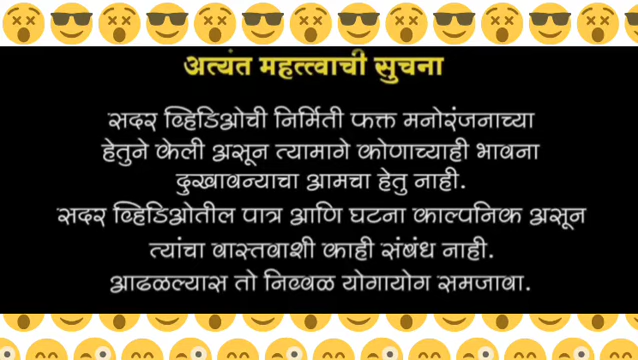 अत्यंत महत्त्वाची सुचना
सदर व्हिडिओची निर्मिती फक्त मनोरंजनाच्या
हेतुने केली असून त्यामागे कोणाच्याही भावना
दुखावन्याचा आमचा हेतु नाही.
सदर व्हिडिओतील पात्र आणि घटना काल्पनिक असून
त्यांचा वास्तवाशी काही संबंध नाही.
आढळल्यास तो निव्वळ योगायोग समजावा.